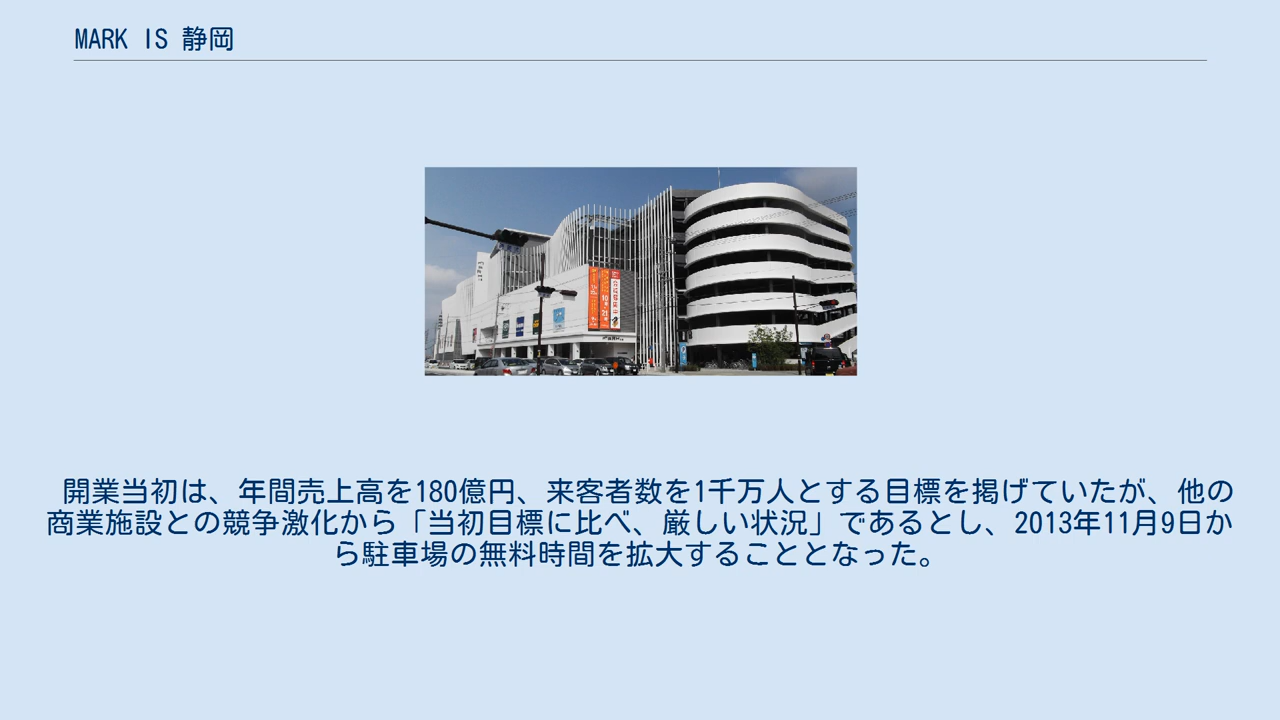 MARK IS 静岡
開業当初は、年間売上高を180億円、来客者数を1千万人とする目標を掲げていたが、他の
商業施設との競争激化から「当初目標に比べ、厳しい状況」であるとし、2013年11月9日か
ら駐車場の無料時間を拡大することとなった。